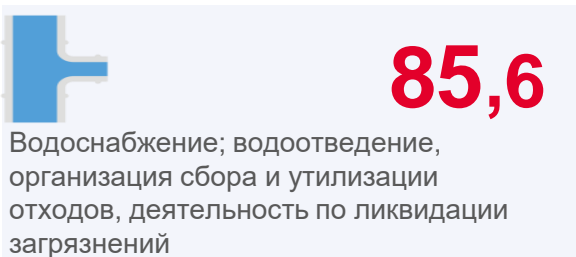 85,6
Водоснабжение; водоотведение,
организация сбора и утилизации
отходов, деятельность по ликвидации
загрязнений